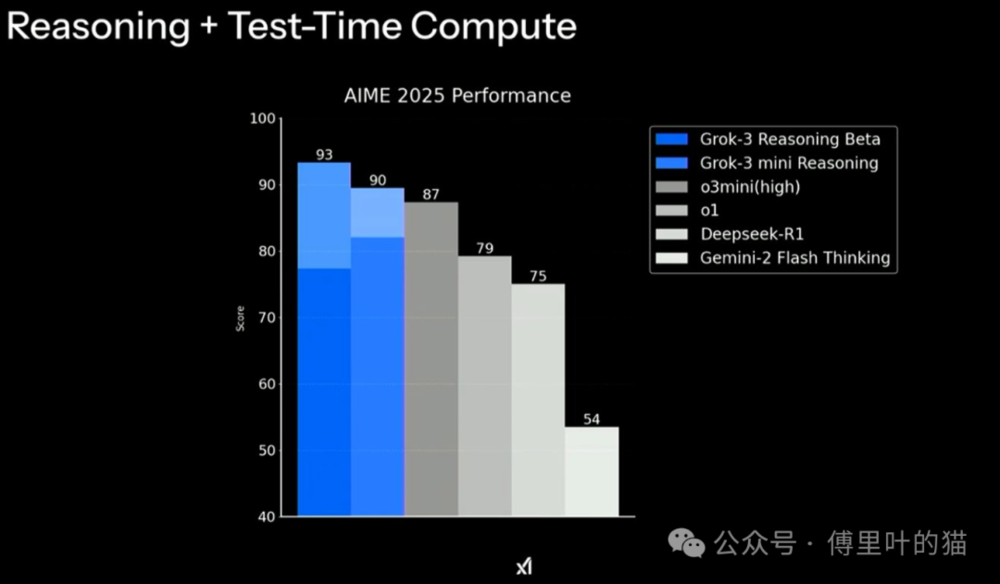 Reasoning + Test-Time Compute
AIME 2025 Performance
100
90
80
70
60
50
40
Score
93
90
87
79
75
54
Grok-3 Reasoning Beta
Grok-3 mini Reasoning
o3mini(high)
o1
Deepseek-R1
Gemini-2 Flash Thinking
公众号 · 傅里叶的猫
xI